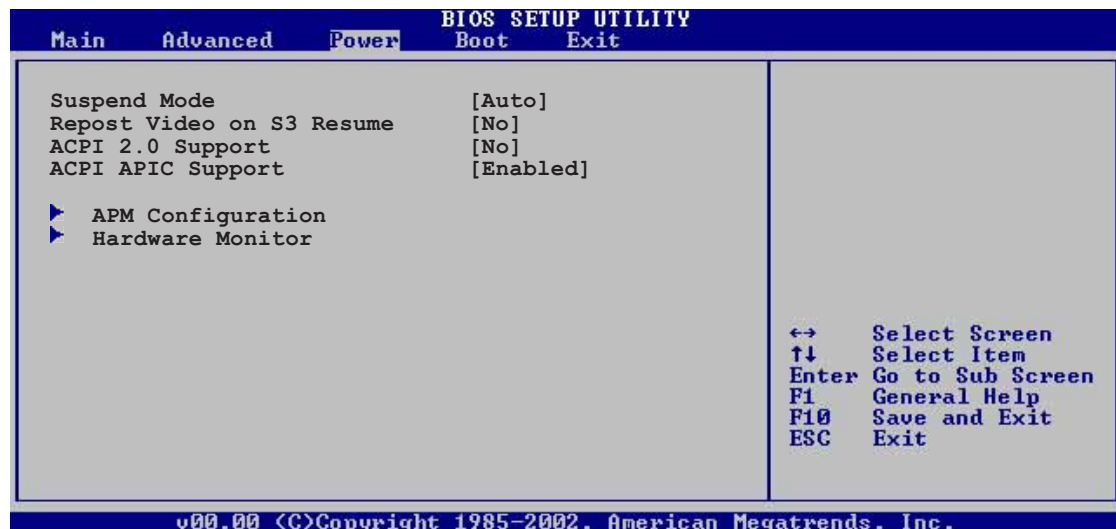 BIOS SETUP UTILITY
Main Advanced Power Boot Exit
Suspend Mode [Auto]
Repost Video on S3 Resume [No]
ACPI 2.0 Support [No]
ACPI APIC Support [Enabled]
APM Configuration
Hardware Monitor
←→ Select Screen
↑↓ Select Item
Enter Go to Sub Screen
F1 General Help
F10 Save and Exit
ESC Exit
v00.00 (C)Copyright 1985-2002, American Megatrends, Inc.